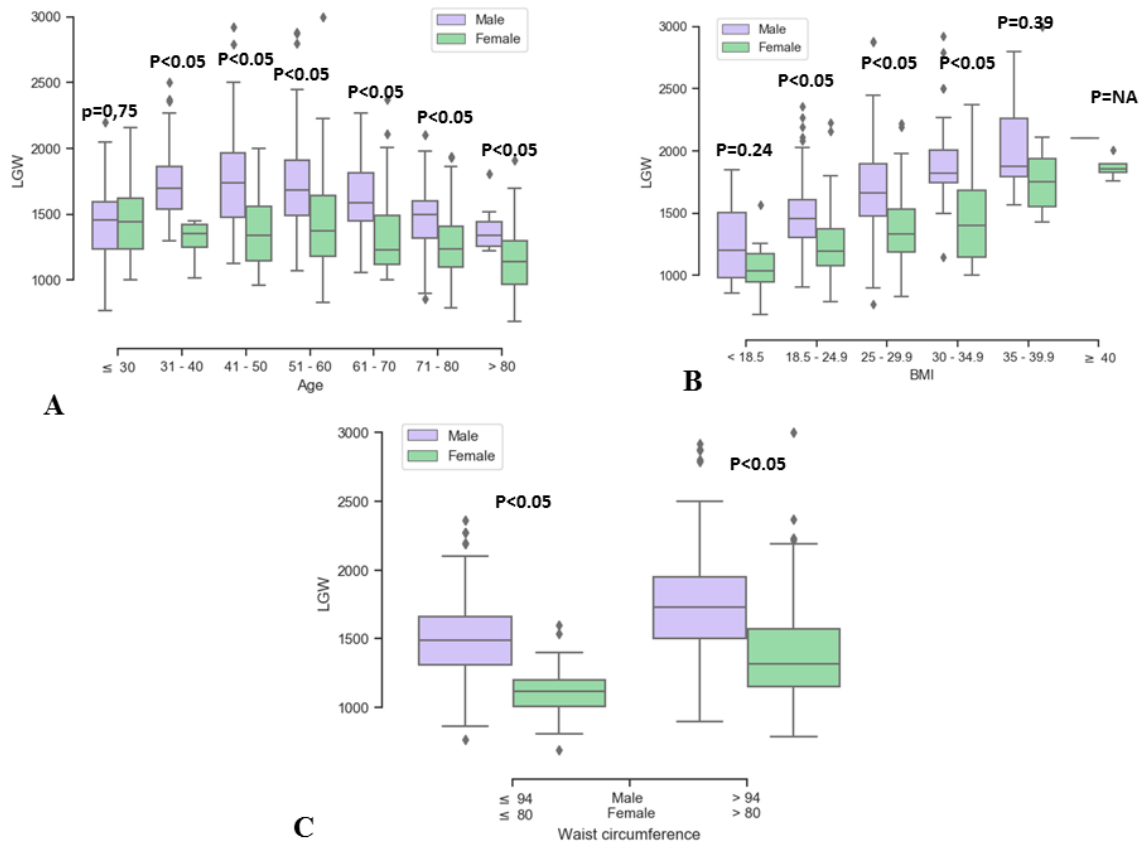 3000
2500
2000
1500
1000
LGW
Male
Female
p=0,75
P<0.05
P<0.05
P<0.05
P<0.05
P<0.05
P<0.05
≤ 30
31 - 40
41 - 50
51 - 60
61 - 70
71 - 80
> 80
Age
A
3000
2500
2000
1500
1000
LGW
Male
Female
P=0.24
P<0.05
P<0.05
P<0.05
P=0.39
P=NA
< 18.5
18.5 - 24.9
25 - 29.9
30 - 34.9
35 - 39.9
≥ 40
BMI
B
3000
2500
2000
1500
1000
LGW
Male
Female
P<0.05
P<0.05
≤ 94 Male > 94
≤ 80 Female > 80
Waist circumference
C